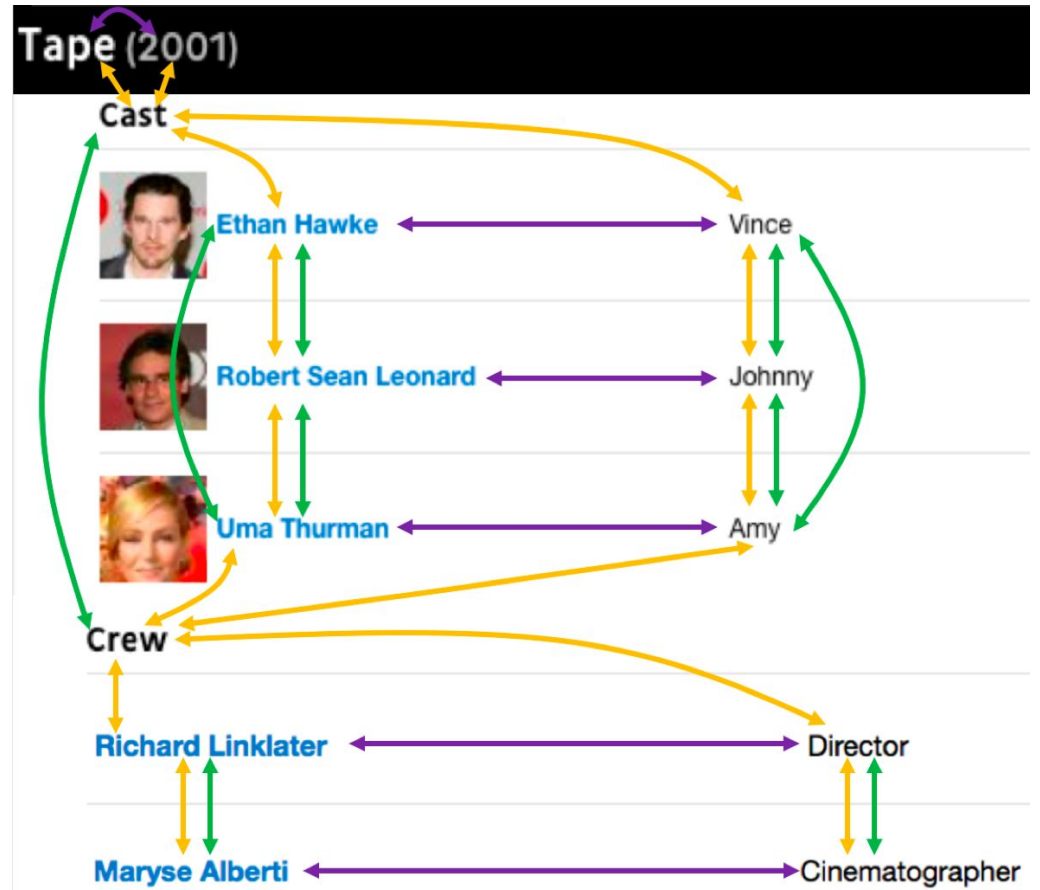 Tape (2001)
Cast
Ethan Hawke Vince
Robert Sean Leonard Johnny
Uma Thurman Amy
Crew
Richard Linklater Director
Maryse Alberti Cinematographer